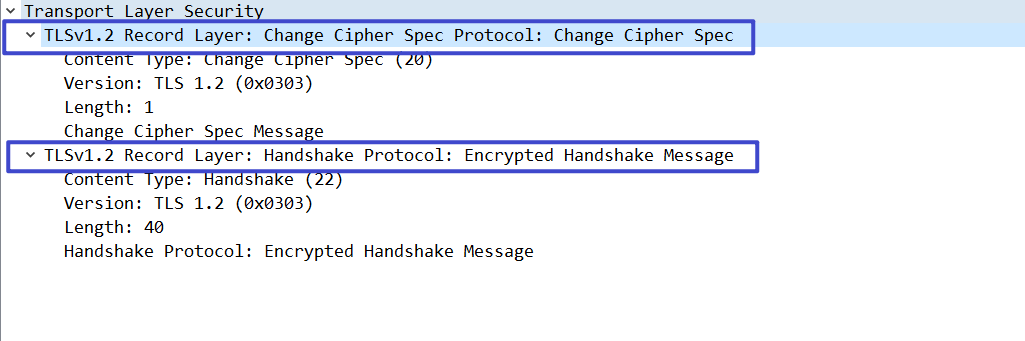 Transport Layer Security
TLSv1.2 Record Layer: Change Cipher Spec Protocol: Change Cipher Spec
Content Type: Change Cipher Spec (20)
Version: TLS 1.2 (0x0303)
Length: 1
Change Cipher Spec Message
TLSv1.2 Record Layer: Handshake Protocol: Encrypted Handshake Message
Content Type: Handshake (22)
Version: TLS 1.2 (0x0303)
Length: 40
Handshake Protocol: Encrypted Handshake Message